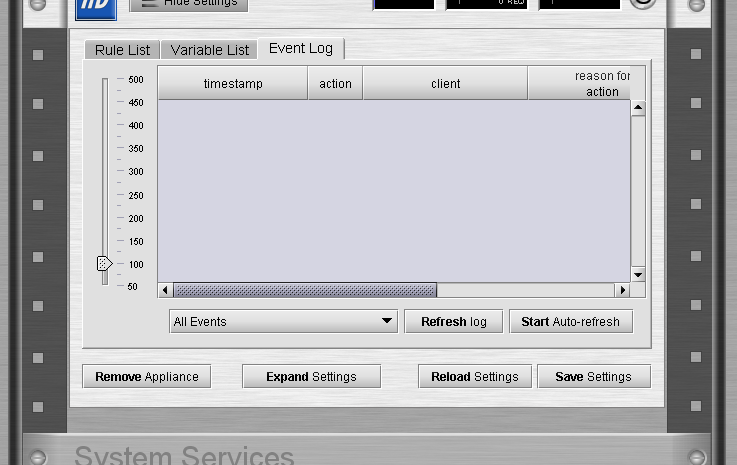 Hide Settings
Rule List
Variable List
Event Log
timestamp
action
client
reason for
action
500
450
400
350
300
250
200
150
100
50
All Events
Refresh log
Start Auto-refresh
Remove Appliance
Expand Settings
Reload Settings
Save Settings
System Services